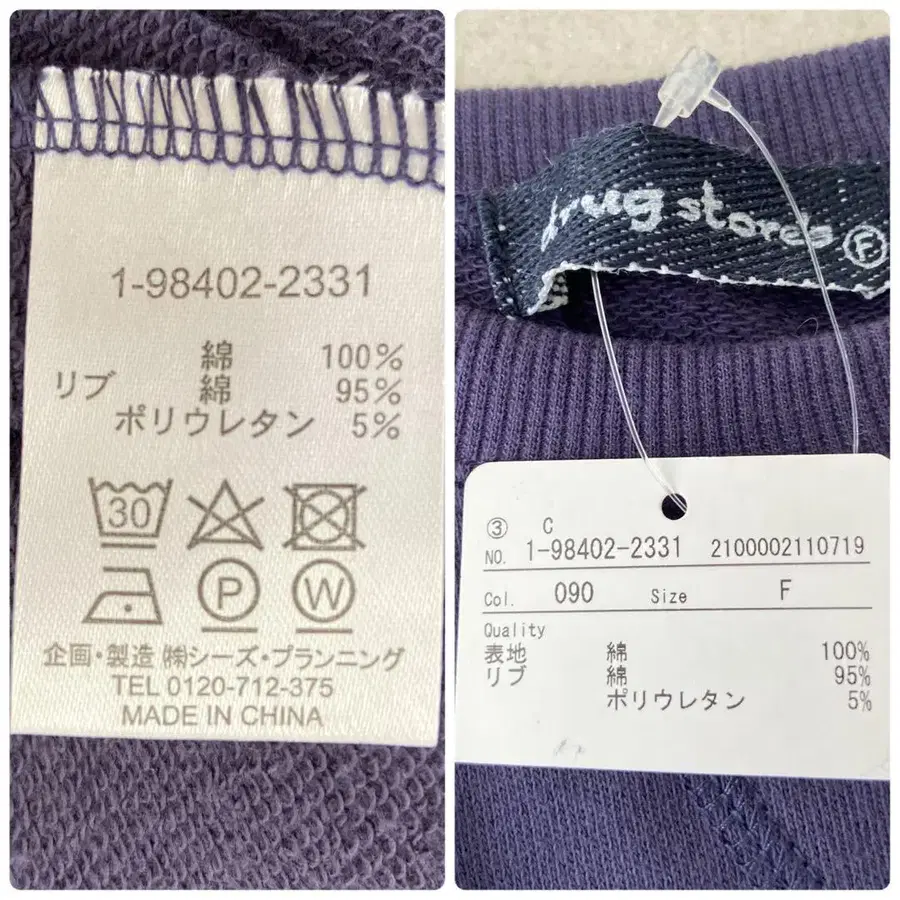 1-98402-2331
綿 100%
リブ 綿 95%
ポリウレタン 5%
30
P W
企画・製造 ㈱シーズ・プランニング
TEL 0120-712-375
MADE IN CHINA
drug store's Ⓕ
③ C
NO. 1-98402-2331 2100002110719
Col. 090 Size F
Quality
表地 綿 100%
リブ 綿 95%
ポリウレタン 5%